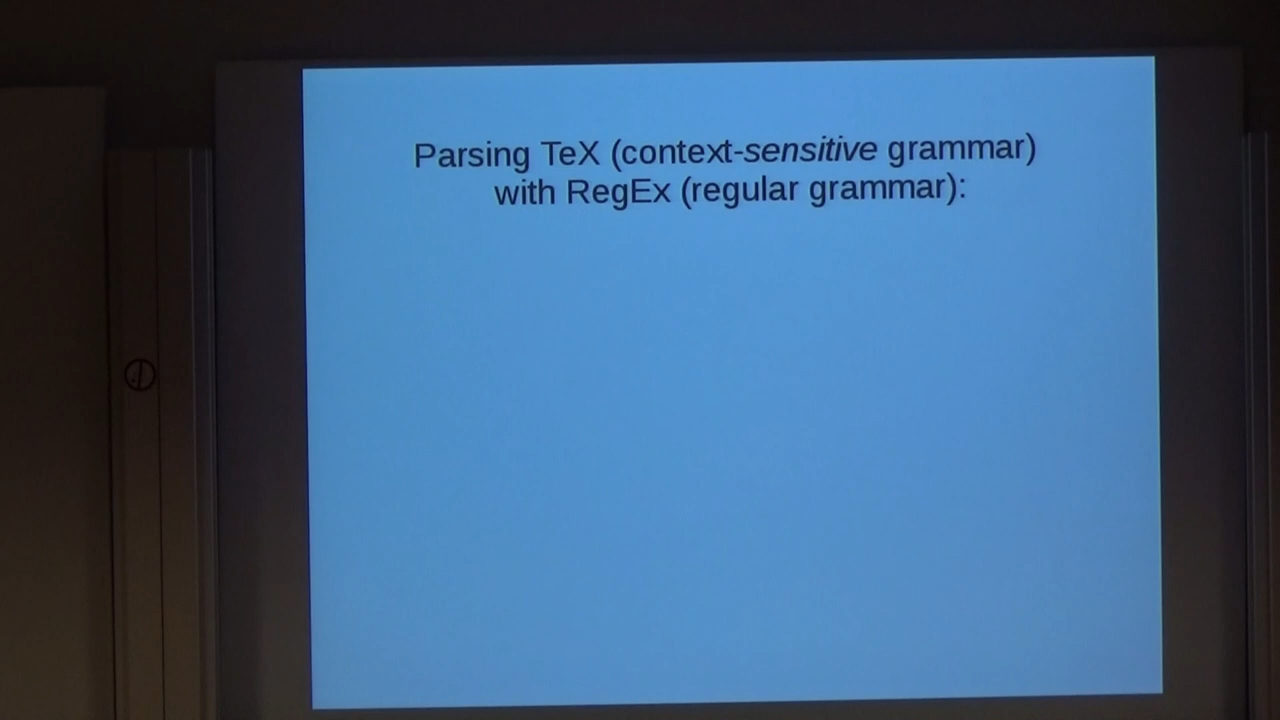 Parsing TeX (context-sensitive grammar)
with RegEx (regular grammar):